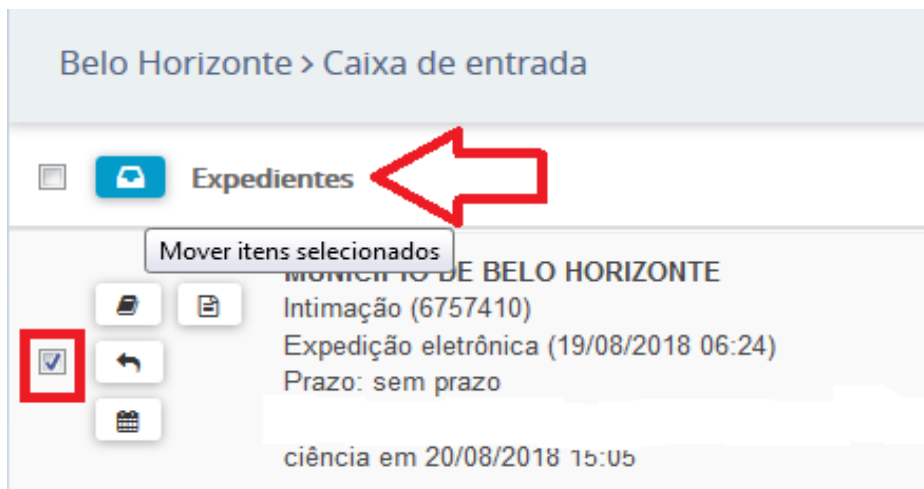 Belo Horizonte > Caixa de entrada
Expedientes
Mover itens selecionados
MUNICÍPIO DE BELO HORIZONTE
Intimação (6757410)
Expedição eletrônica (19/08/2018 06:24)
Prazo: sem prazo
ciência em 20/08/2018 15:05